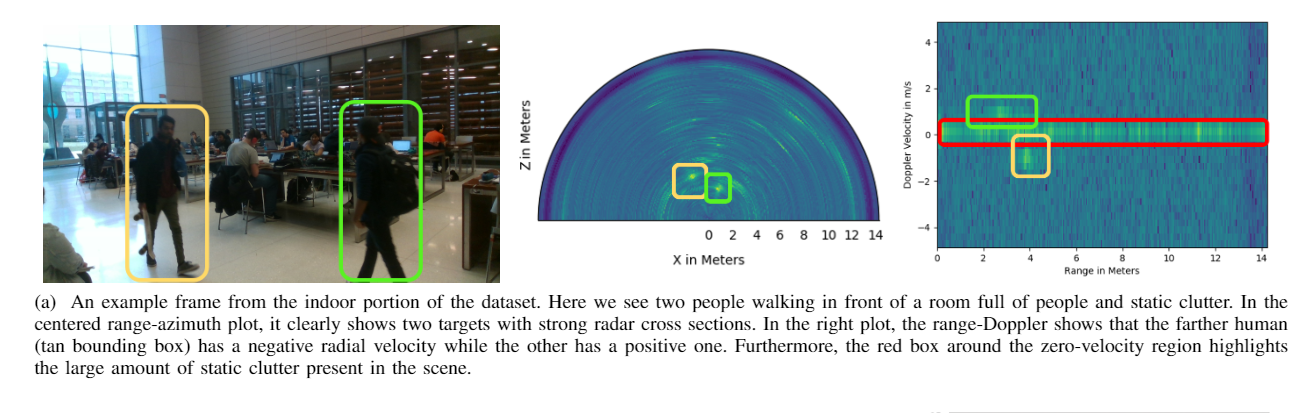 Z in Meters
0 2 4 6 8 10 12 14
X in Meters
4
2
0
−2
−4
Doppler Velocity in m/s
0 2 4 6 8 10 12 14
Range in Meters
(a) An example frame from the indoor portion of the dataset. Here we see two people walking in front of a room full of people and static clutter. In the
centered range-azimuth plot, it clearly shows two targets with strong radar cross sections. In the right plot, the range-Doppler shows that the farther human
(tan bounding box) has a negative radial velocity while the other has a positive one. Furthermore, the red box around the zero-velocity region highlights
the large amount of static clutter present in the scene.